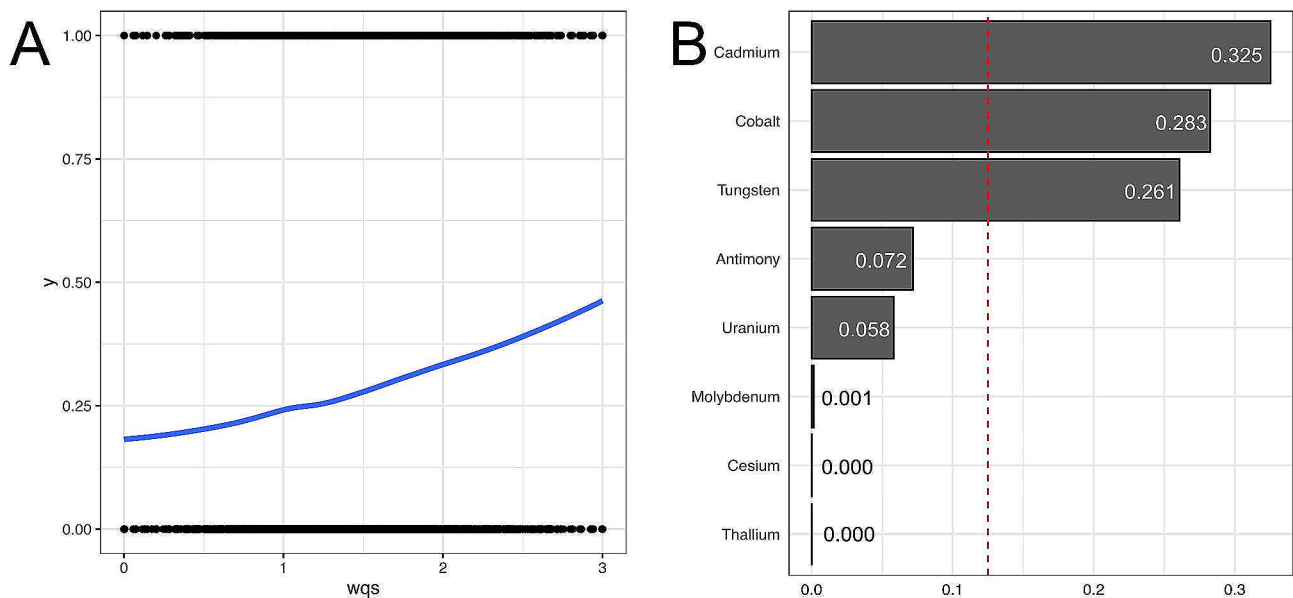 A
1.00
0.75
y 0.50
0.25
0.00
0 1 2 3
wqs
B
Cadmium 0.325
Cobalt 0.283
Tungsten 0.261
Antimony 0.072
Uranium 0.058
Molybdenum 0.001
Cesium 0.000
Thallium 0.000
0.0 0.1 0.2 0.3